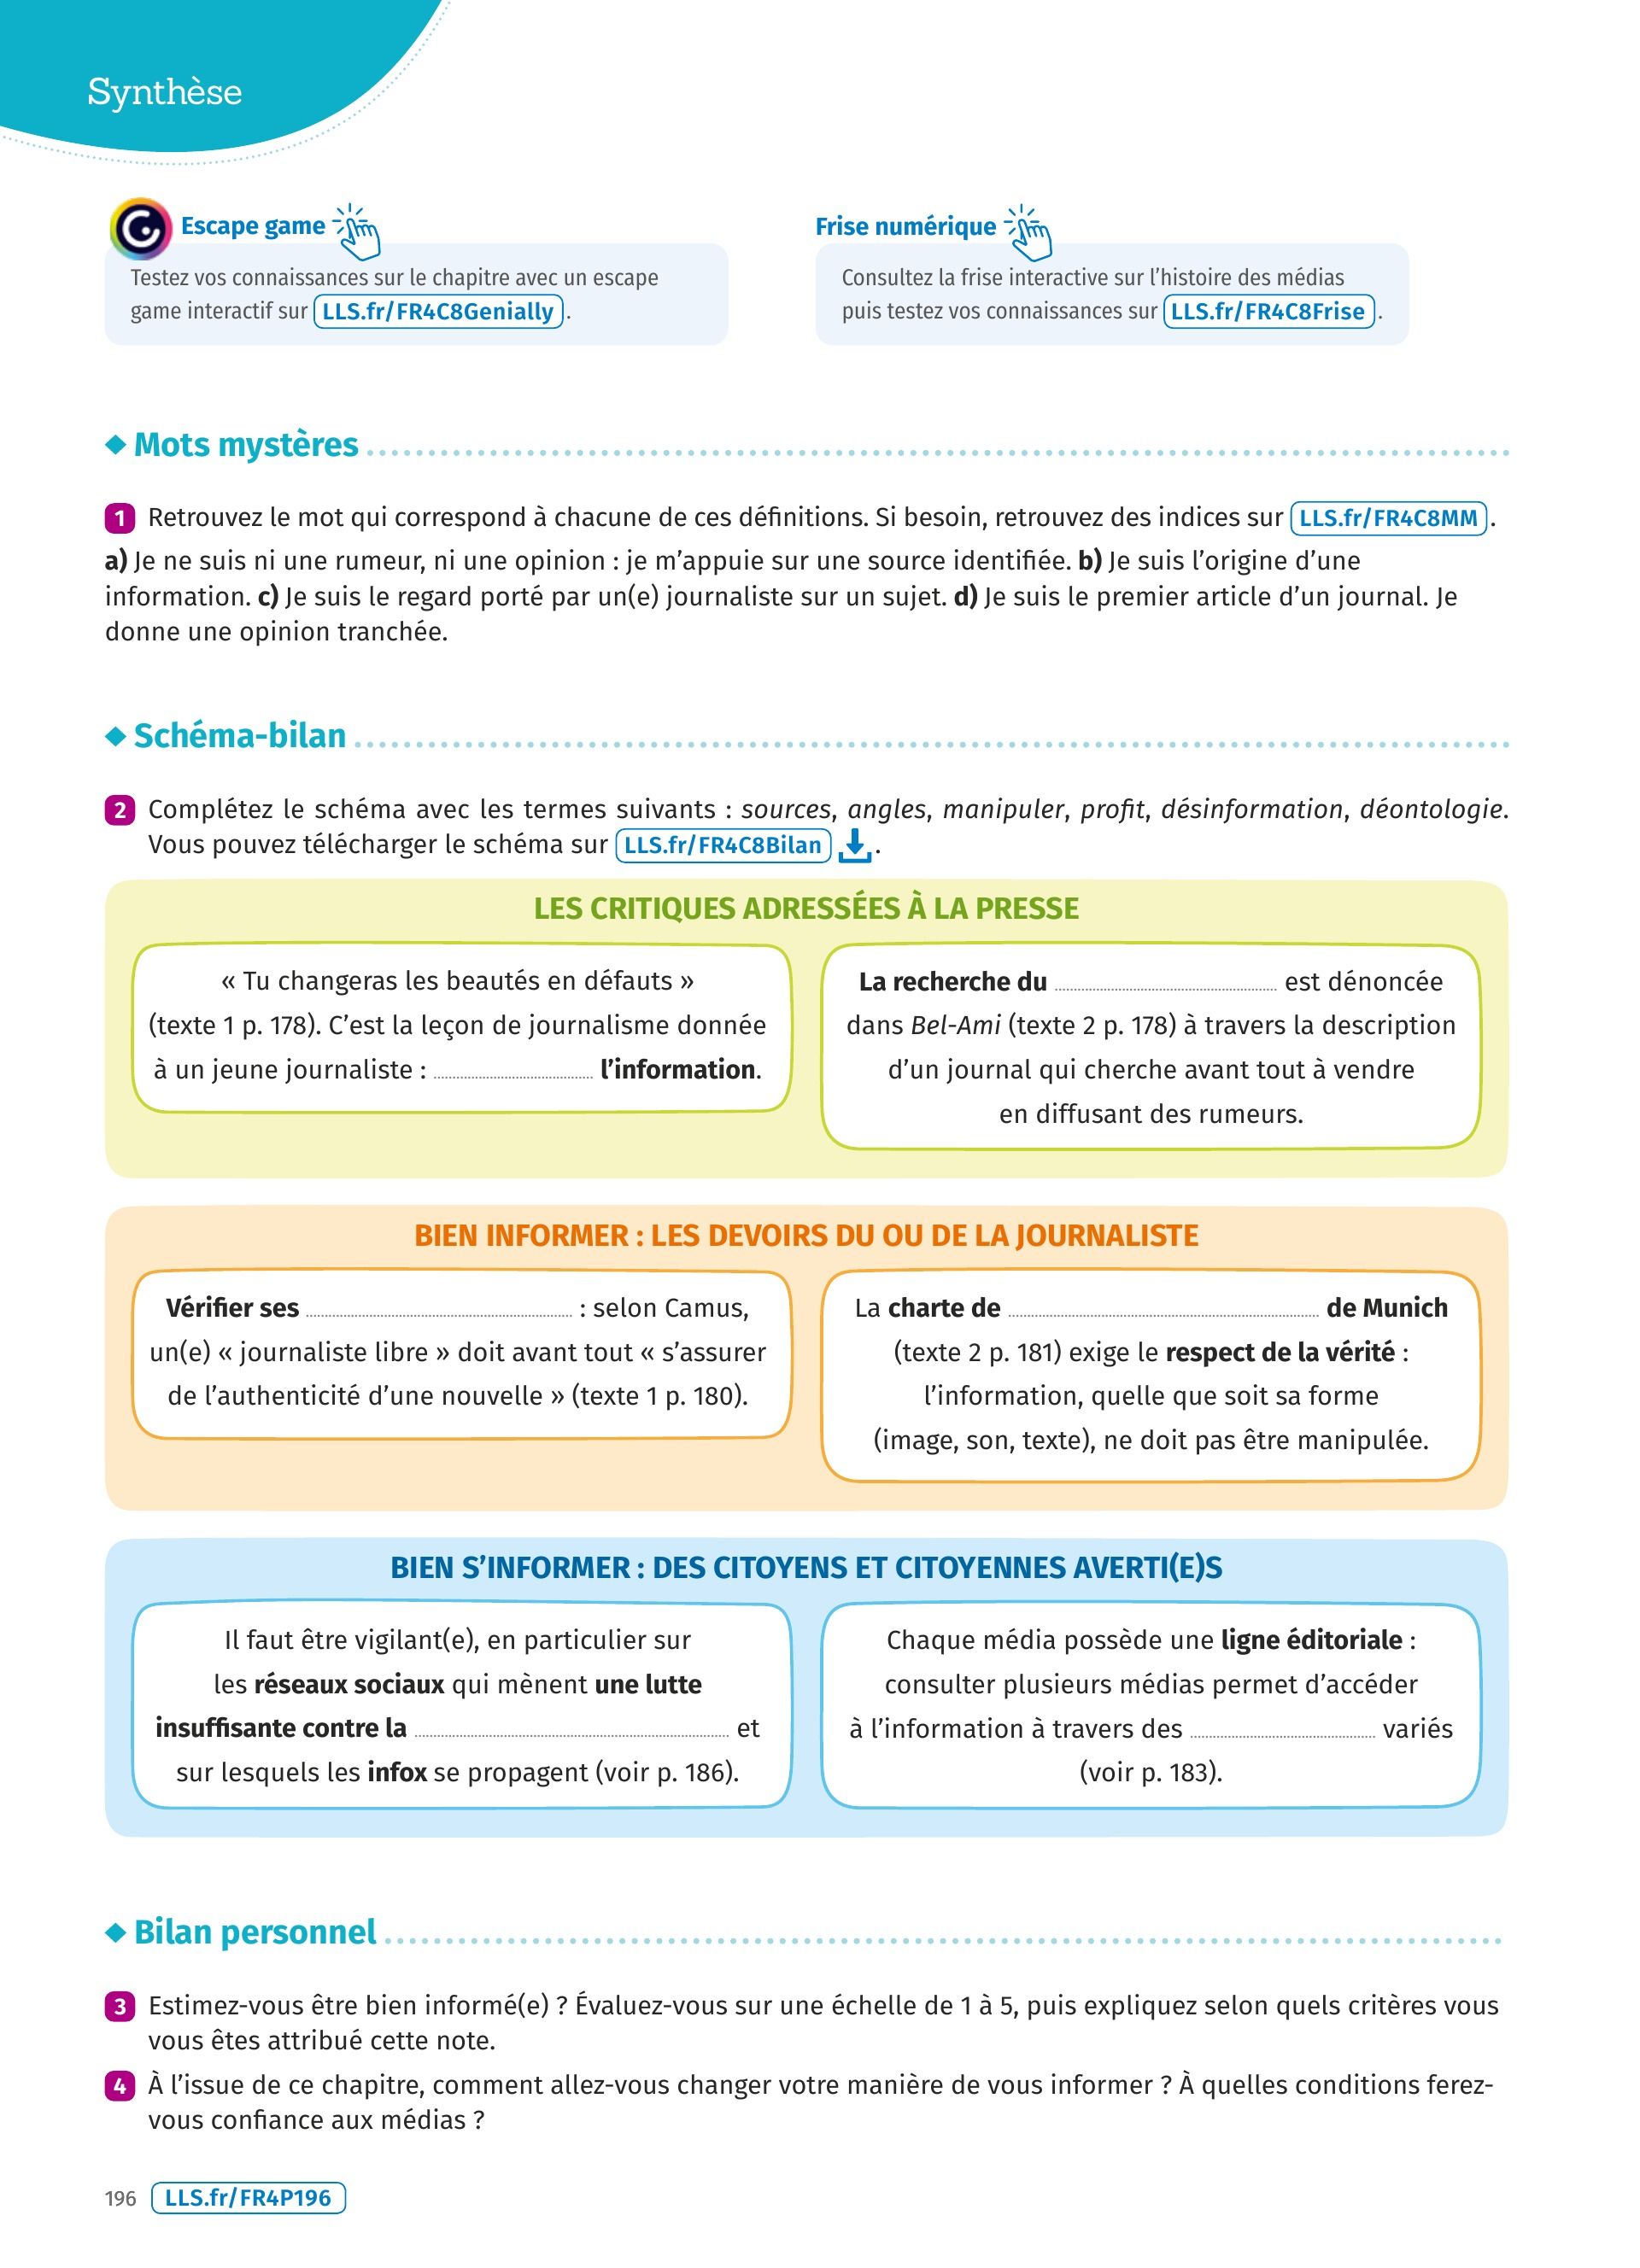 Synthèse
Escape game
Testez vos connaissances sur le chapitre avec un escape
game interactif sur LLS.fr/FR4C8Genially .
Frise numérique
Consultez la frise interactive sur l’histoire des médias
puis testez vos connaissances sur LLS.fr/FR4C8Frise .
Mots mystères
1 Retrouvez le mot qui correspond à chacune de ces définitions. Si besoin, retrouvez des indices sur LLS.fr/FR4C8MM .
a) Je ne suis ni une rumeur, ni une opinion : je m’appuie sur une source identifiée. b) Je suis l’origine d’une
information. c) Je suis le regard porté par un(e) journaliste sur un sujet. d) Je suis le premier article d’un journal. Je
donne une opinion tranchée.
Schéma-bilan
2 Complétez le schéma avec les termes suivants : sources, angles, manipuler, profit, désinformation, déontologie.
Vous pouvez télécharger le schéma sur LLS.fr/FR4C8Bilan .
LES CRITIQUES ADRESSÉES À LA PRESSE
« Tu changeras les beautés en défauts »
(texte 1 p. 178). C’est la leçon de journalisme donnée
à un jeune journaliste : .................... l’information.
La recherche du .................... est dénoncée
dans Bel-Ami (texte 2 p. 178) à travers la description
d’un journal qui cherche avant tout à vendre
en diffusant des rumeurs.
BIEN INFORMER : LES DEVOIRS DU OU DE LA JOURNALISTE
Vérifier ses .................... : selon Camus,
un(e) « journaliste libre » doit avant tout « s’assurer
de l’authenticité d’une nouvelle » (texte 1 p. 180).
La charte de .................... de Munich
(texte 2 p. 181) exige le respect de la vérité :
l’information, quelle que soit sa forme
(image, son, texte), ne doit pas être manipulée.
BIEN S’INFORMER : DES CITOYENS ET CITOYENNES AVERTI(E)S
Il faut être vigilant(e), en particulier sur
les réseaux sociaux qui mènent une lutte
insuffisante contre la .................... et
sur lesquels les infox se propagent (voir p. 186).
Chaque média possède une ligne éditoriale :
consulter plusieurs médias permet d’accéder
à l’information à travers des .................... variés
(voir p. 183).
Bilan personnel
3 Estimez-vous être bien informé(e) ? Évaluez-vous sur une échelle de 1 à 5, puis expliquez selon quels critères vous
vous êtes attribué cette note.
4 À l’issue de ce chapitre, comment allez-vous changer votre manière de vous informer ? À quelles conditions ferez-
vous confiance aux médias ?
196 LLS.fr/FR4P196